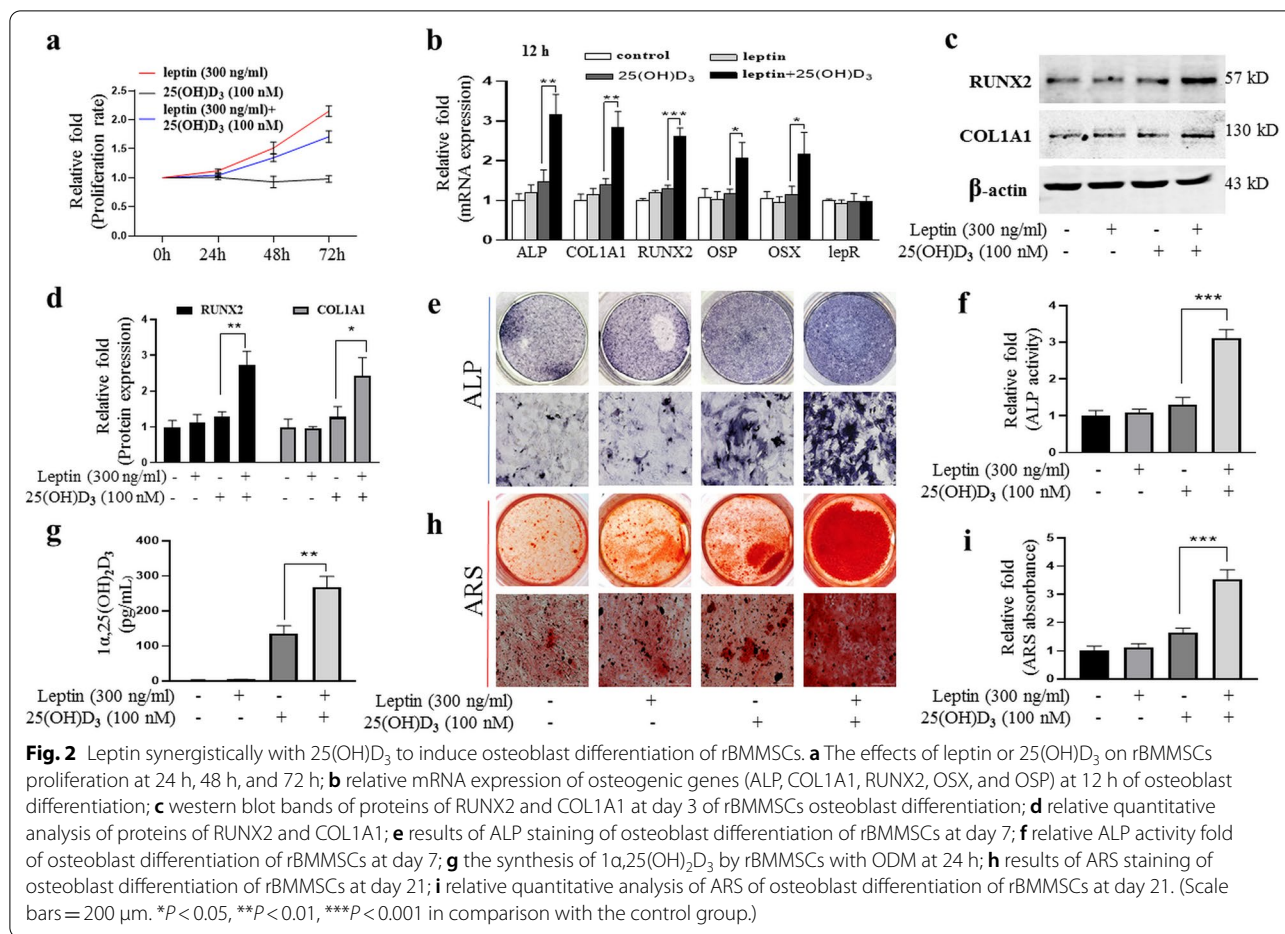 a
leptin (300 ng/ml)
25(OH)D₃ (100 nM)
leptin (300 ng/ml)+
25(OH)D₃ (100 nM)
Relative fold
(Proliferation rate)
2.5
2.0
1.5
1.0
0.5
0.0
0h 24h 48h 72h
b
12 h
control leptin
25(OH)D₃ leptin+25(OH)D₃
Relative fold
(mRNA expression)
4
3
2
1
0
** ** *** * *
ALP COL1A1 RUNX2 OSP OSX lepR
c
RUNX2 57 kD
COL1A1 130 kD
β-actin 43 kD
Leptin (300 ng/ml) - + - +
25(OH)D₃ (100 nM) - - + +
d
RUNX2 COL1A1
Relative fold
(Protein expression)
4
3
2
1
0
** *
Leptin (300 ng/ml) - + - + - + - +
25(OH)D₃ (100 nM) - - + + - - + +
e
ALP
f
Relative fold
(ALP activity)
4
3
2
1
0
***
Leptin (300 ng/ml) - + - +
25(OH)D₃ (100 nM) - - + +
g
1α,25(OH)₂D₃
(pg/mL)
400
300
200
100
0
**
Leptin (300 ng/ml) - + - +
25(OH)D₃ (100 nM) - - + +
h
ARS
Leptin (300 ng/ml) - + - +
25(OH)D₃ (100 nM) - - + +
i
Relative fold
(ARS absorbance)
5
4
3
2
1
0
***
Leptin (300 ng/ml) - + - +
25(OH)D₃ (100 nM) - - + +
Fig. 2 Leptin synergistically with 25(OH)D₃ to induce osteoblast differentiation of rBMMSCs. a The effects of leptin or 25(OH)D₃ on rBMMSCs
proliferation at 24 h, 48 h, and 72 h; b relative mRNA expression of osteogenic genes (ALP, COL1A1, RUNX2, OSX, and OSP) at 12 h of osteoblast
differentiation; c western blot bands of proteins of RUNX2 and COL1A1 at day 3 of rBMMSCs osteoblast differentiation; d relative quantitative
analysis of proteins of RUNX2 and COL1A1; e results of ALP staining of osteoblast differentiation of rBMMSCs at day 7; f relative ALP activity fold
of osteoblast differentiation of rBMMSCs at day 7; g the synthesis of 1α,25(OH)₂D₃ by rBMMSCs with ODM at 24 h; h results of ARS staining of
osteoblast differentiation of rBMMSCs at day 21; i relative quantitative analysis of ARS of osteoblast differentiation of rBMMSCs at day 21. (Scale
bars = 200 μm. *P < 0.05, **P < 0.01, ***P < 0.001 in comparison with the control group.)